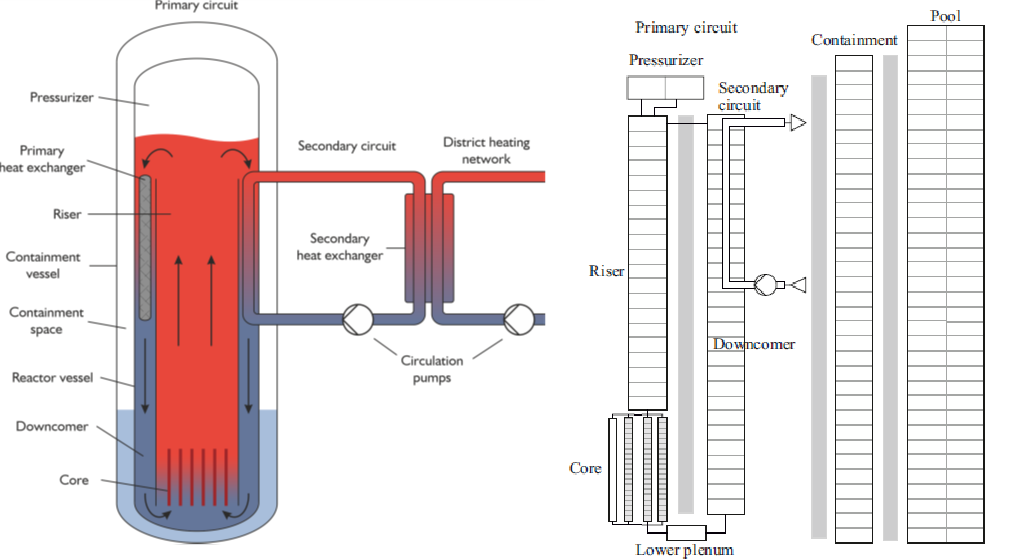 Primary circuit
Pressurizer
Primary
heat exchanger
Riser
Containment
vessel
Containment
space
Reactor vessel
Downcomer
Core
Secondary circuit
District heating
network
Secondary
heat exchanger
Circulation
pumps
Primary circuit
Pressurizer
Secondary
circuit
Containment
Pool
Riser
Downcomer
Core
Lower plenum